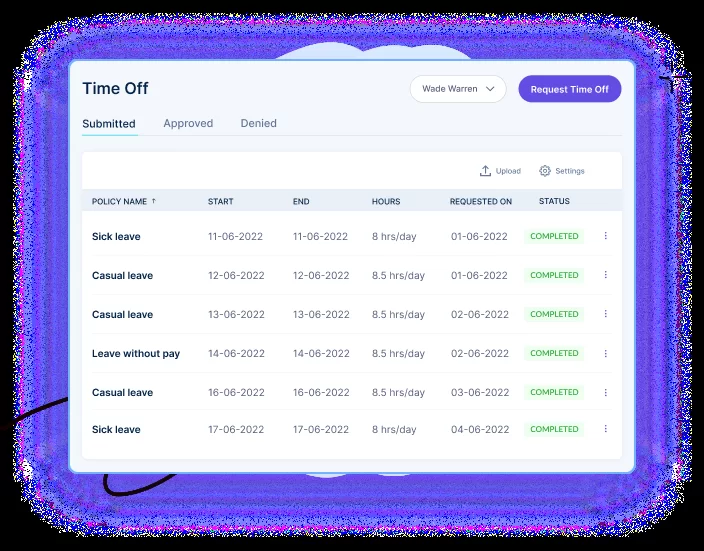 Time Off
Wade Warren
Request Time Off
Submitted Approved Denied
Upload Settings
POLICY NAME ↑ START END HOURS REQUESTED ON STATUS
Sick leave 11-06-2022 11-06-2022 8 hrs/day 01-06-2022 COMPLETED
Casual leave 12-06-2022 12-06-2022 8.5 hrs/day 01-06-2022 COMPLETED
Casual leave 13-06-2022 13-06-2022 8.5 hrs/day 02-06-2022 COMPLETED
Leave without pay 14-06-2022 14-06-2022 8.5 hrs/day 02-06-2022 COMPLETED
Casual leave 16-06-2022 16-06-2022 8.5 hrs/day 03-06-2022 COMPLETED
Sick leave 17-06-2022 17-06-2022 8 hrs/day 04-06-2022 COMPLETED